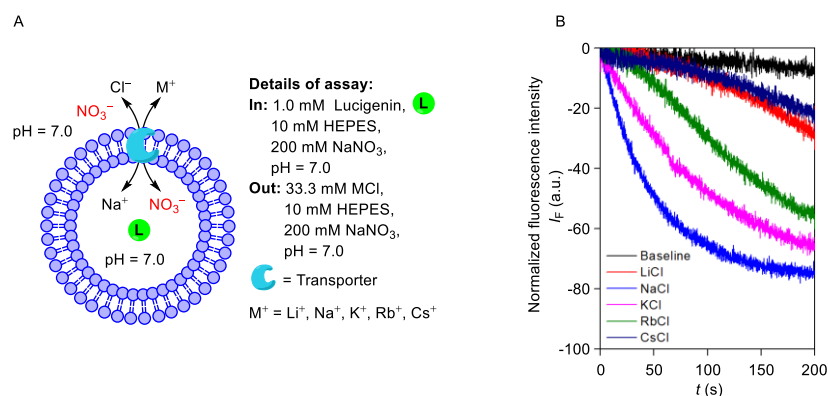 A
Cl⁻ M⁺
NO₃⁻
pH = 7.0
Na⁺ NO₃⁻
L
pH = 7.0
Details of assay:
In: 1.0 mM Lucigenin, L
10 mM HEPES,
200 mM NaNO₃,
pH = 7.0
Out: 33.3 mM MCl,
10 mM HEPES,
200 mM NaNO₃,
pH = 7.0
= Transporter
M⁺ = Li⁺, Na⁺, K⁺, Rb⁺, Cs⁺
B
Normalized fluorescence intensity
I_F (a.u.)
0
-20
-40
-60
-80
-100
Baseline
LiCl
NaCl
KCl
RbCl
CsCl
0 50 100 150 200
t (s)